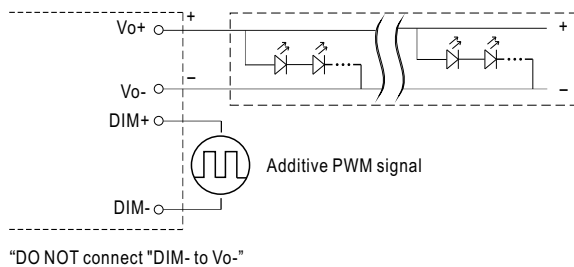 Vo+
+
+
Vo-
−
−
DIM+
Additive PWM signal
DIM-
“DO NOT connect "DIM- to Vo-”